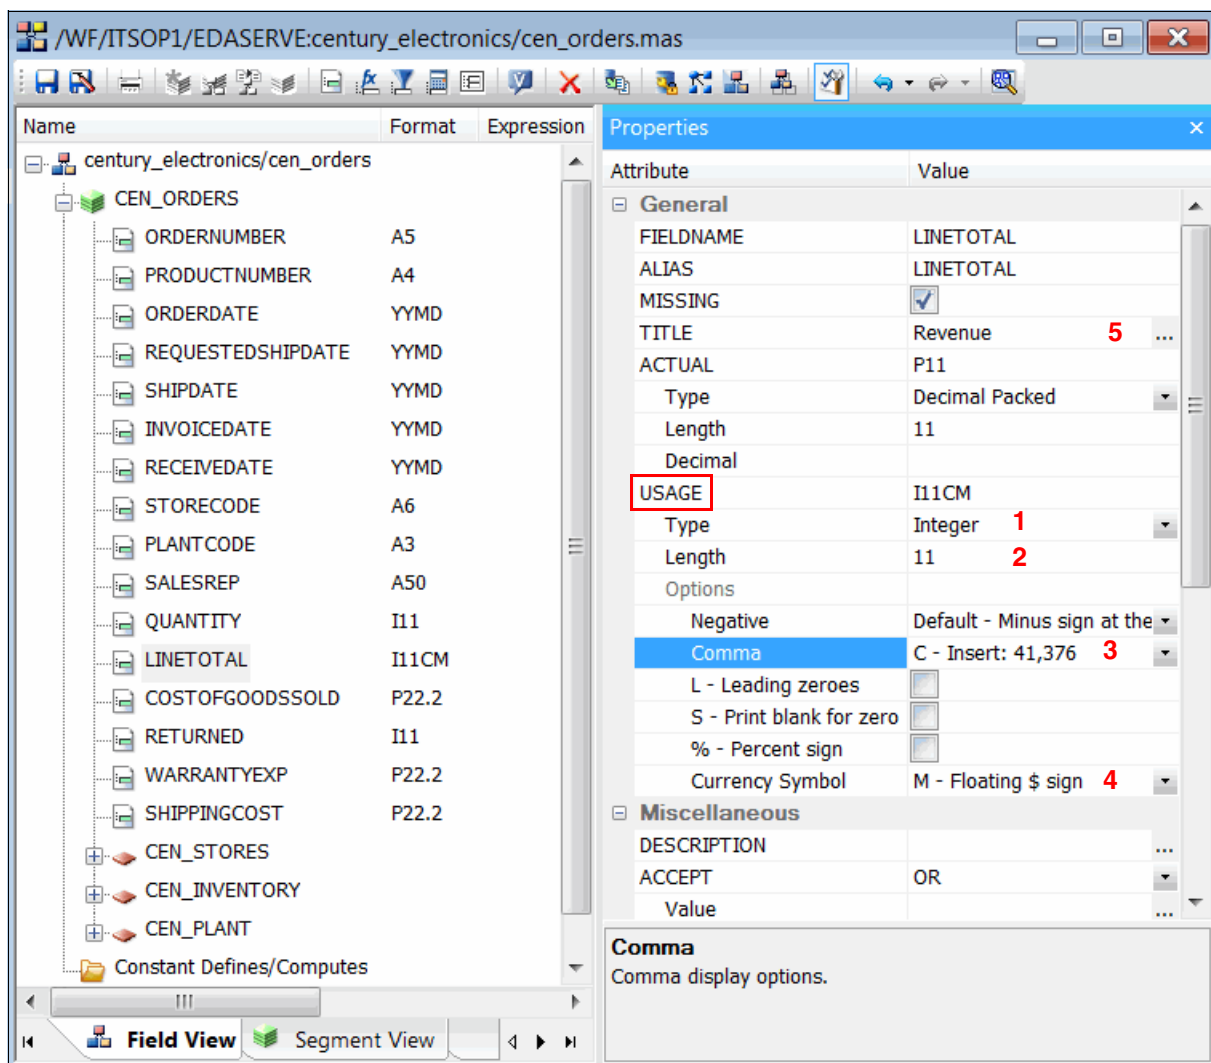 /WF/ITSOP1/EDASERVE:century_electronics/cen_orders.mas
Name Format Expression
century_electronics/cen_orders
CEN_ORDERS
ORDERNUMBER A5
PRODUCTNUMBER A4
ORDERDATE YYMD
REQUESTEDSHIPDATE YYMD
SHIPDATE YYMD
INVOICEDATE YYMD
RECEIVEDATE YYMD
STORECODE A6
PLANTCODE A3
SALESREP A50
QUANTITY I11
LINETOTAL I11CM
COSTOFGOODSSOLD P22.2
RETURNED I11
WARRANTYEXP P22.2
SHIPPINGCOST P22.2
CEN_STORES
CEN_INVENTORY
CEN_PLANT
Constant Defines/Computes
Field View Segment View
Properties
Attribute Value
General
FIELDNAME LINETOTAL
ALIAS LINETOTAL
MISSING
TITLE Revenue 5 ...
ACTUAL P11
Type Decimal Packed
Length 11
Decimal
USAGE I11CM
Type Integer 1
Length 11 2
Options
Negative Default - Minus sign at the
Comma C - Insert: 41,376 3
L - Leading zeroes
S - Print blank for zero
% - Percent sign
Currency Symbol M - Floating $ sign 4
Miscellaneous
DESCRIPTION ...
ACCEPT OR
Value ...
Comma
Comma display options.